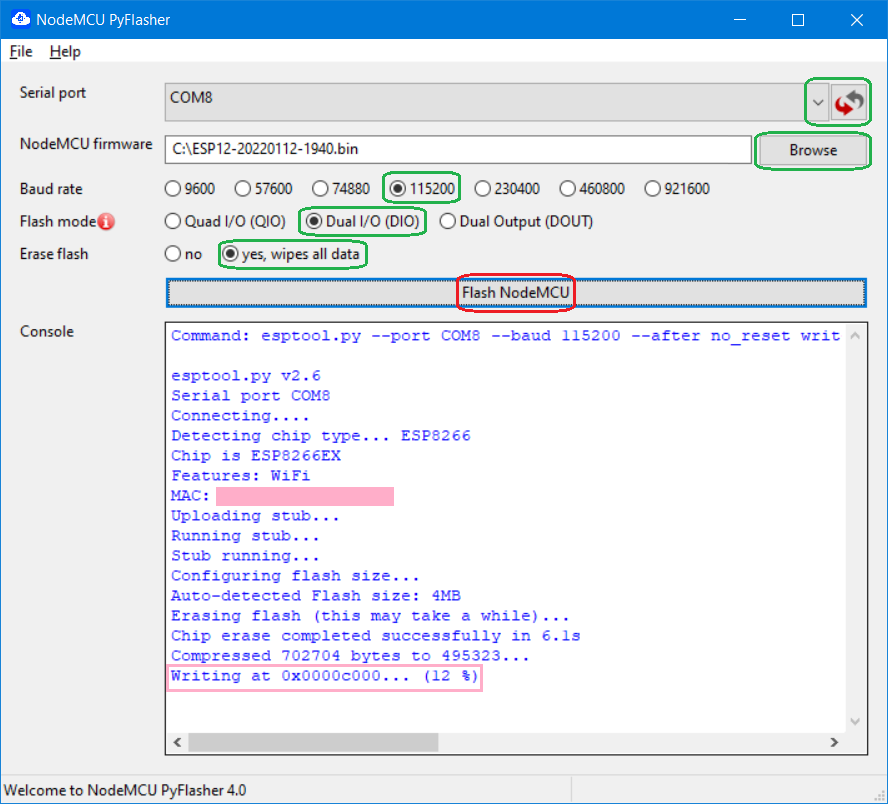 NodeMCU PyFlasher
File Help
Serial port COM8
NodeMCU firmware C:\ESP12-20220112-1940.bin Browse
Baud rate 9600 57600 74880 115200 230400 460800 921600
Flash mode Quad I/O (QIO) Dual I/O (DIO) Dual Output (DOUT)
Erase flash no yes, wipes all data
Flash NodeMCU
Console
Command: esptool.py --port COM8 --baud 115200 --after no_reset writ
esptool.py v2.6
Serial port COM8
Connecting....
Detecting chip type... ESP8266
Chip is ESP8266EX
Features: WiFi
MAC:
Uploading stub...
Running stub...
Stub running...
Configuring flash size...
Auto-detected Flash size: 4MB
Erasing flash (this may take a while)...
Chip erase completed successfully in 6.1s
Compressed 702704 bytes to 495323...
Writing at 0x0000c000... (12 %)
Welcome to NodeMCU PyFlasher 4.0